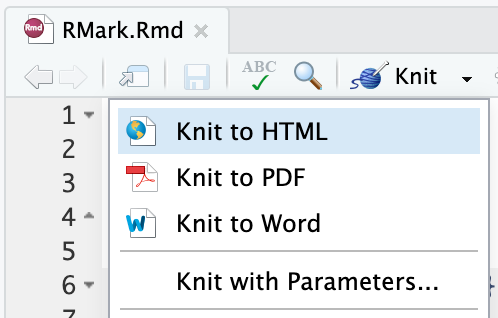 Rmd RMark.Rmd
ABC Knit
1
Knit to HTML
2
Knit to PDF
3
Knit to Word
4
5
Knit with Parameters...
6
7